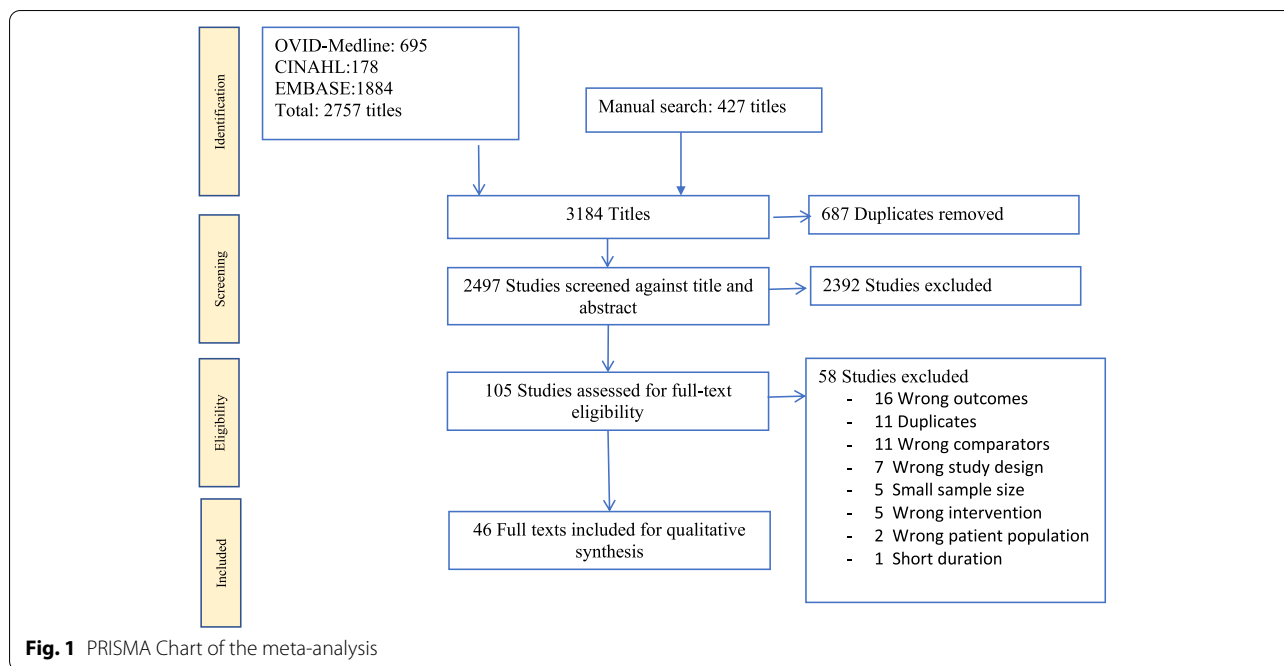 Identification
OVID-Medline: 695
CINAHL:178
EMBASE:1884
Total: 2757 titles
Manual search: 427 titles
3184 Titles
687 Duplicates removed
Screening
2497 Studies screened against title and
abstract
2392 Studies excluded
Eligibility
105 Studies assessed for full-text
eligibility
58 Studies excluded
- 16 Wrong outcomes
- 11 Duplicates
- 11 Wrong comparators
- 7 Wrong study design
- 5 Small sample size
- 5 Wrong intervention
- 2 Wrong patient population
- 1 Short duration
Included
46 Full texts included for qualitative
synthesis
Fig. 1 PRISMA Chart of the meta-analysis